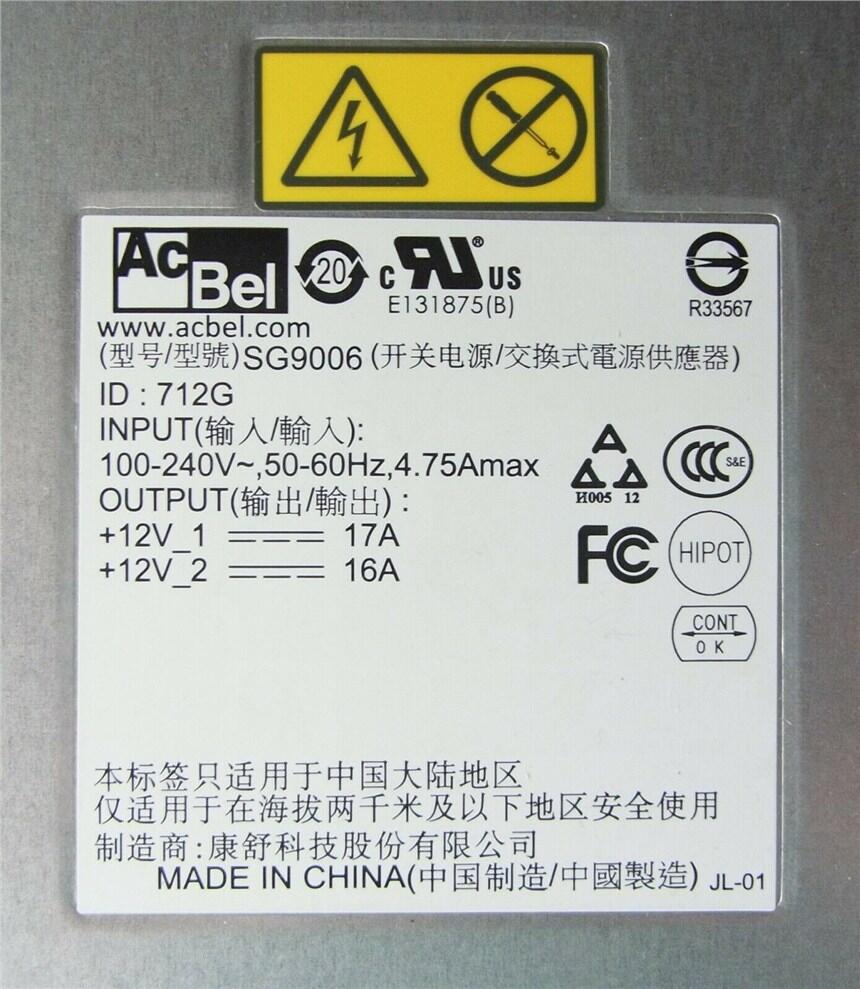 AcBel
20
c RU® US
E131875(B)
R33567
www.acbel.com
(型号/型號)SG9006(开关电源/交換式電源供應器)
ID : 712G
INPUT(输入/輸入):
100-240V~,50-60Hz,4.75Amax
S&E
H005 12
OUTPUT(输出/輸出) :
+12V_1 17A
+12V_2 16A
FC
HIPOT
CONT
OK
本标签只适用于中国大陆地区
仅适用于在海拔两千米及以下地区安全使用
制造商:康舒科技股份有限公司
MADE IN CHINA(中国制造/中國製造) JL-01